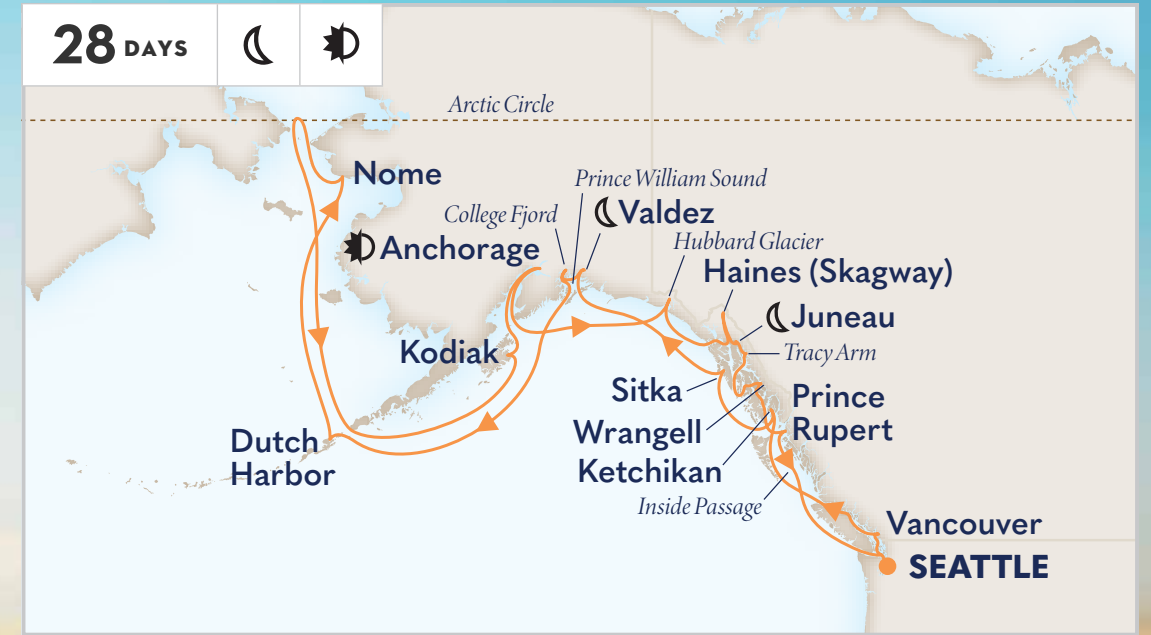 28 DAYS
Arctic Circle
Nome
Prince William Sound
College Fjord
Valdez
Hubbard Glacier
Anchorage
Haines (Skagway)
Juneau
Kodiak
Tracy Arm
Sitka
Prince
Rupert
Wrangell
Dutch
Harbor
Ketchikan
Inside Passage
Vancouver
SEATTLE